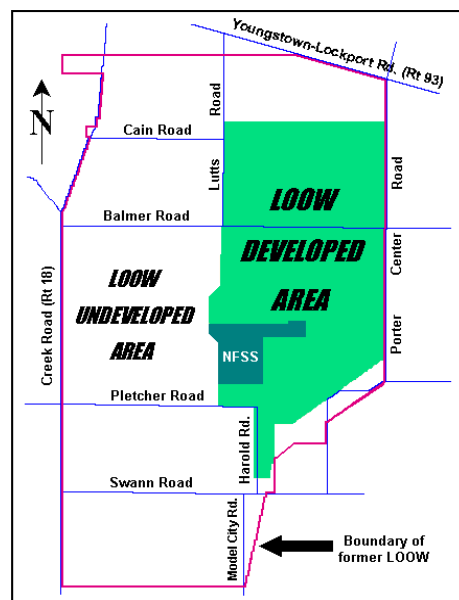 Youngstown-Lockport Rd. (Rt 93)
N
Cain Road
Lutts Road
LOOW
DEVELOPED
AREA
Balmer Road
LOOW
UNDEVELOPED
AREA
Creek Road (Rt 18)
Porter Center Road
NFSS
Pletcher Road
Harold Rd.
Swann Road
Model City Rd.
Boundary of
former LOOW